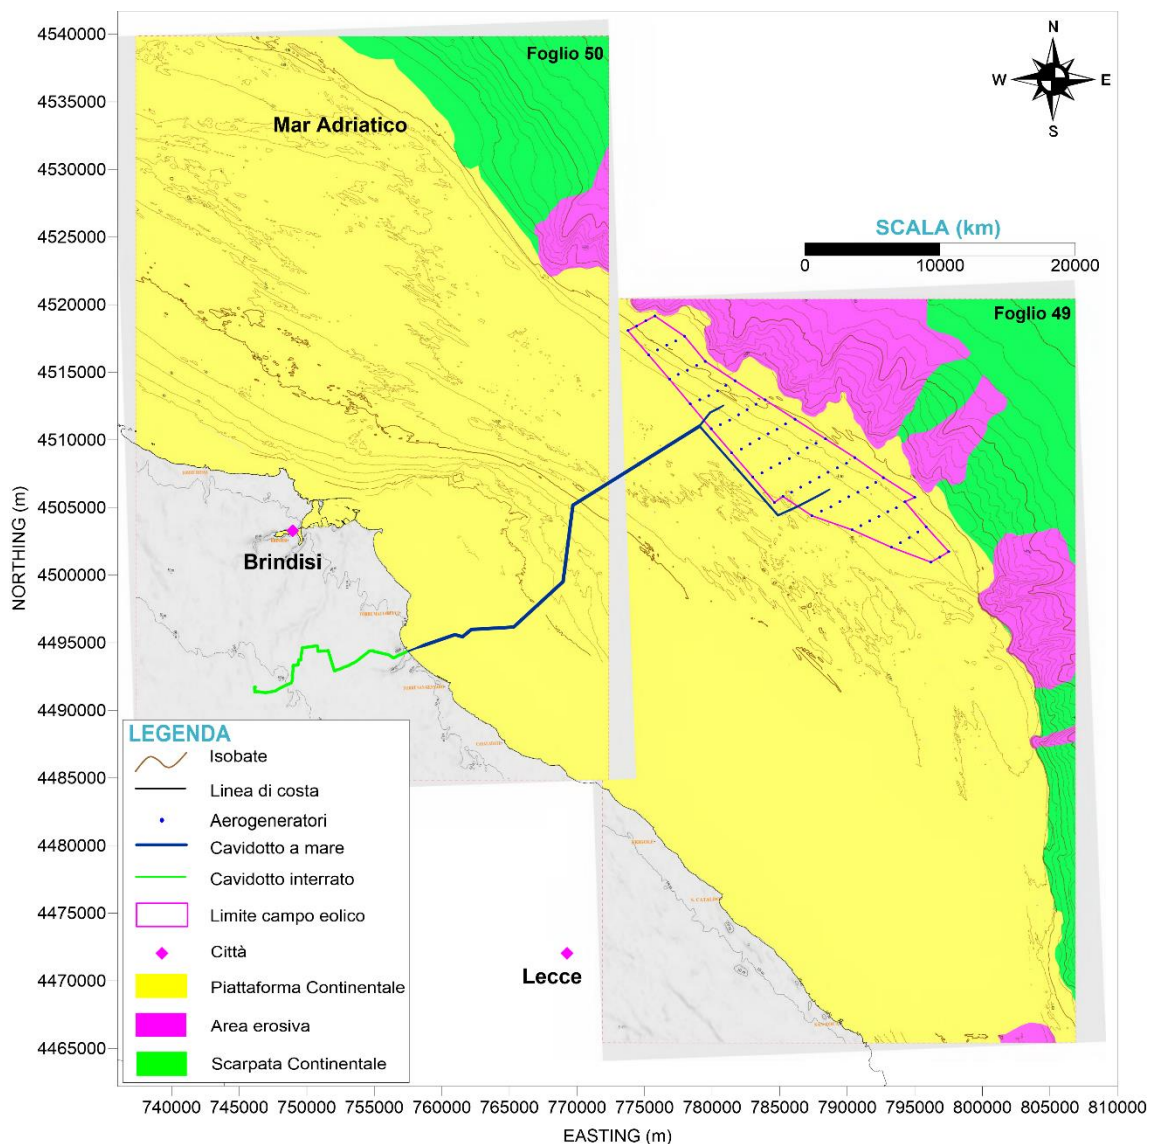 4540000
4535000
4530000
4525000
4520000
4515000
4510000
4505000
4500000
4495000
4490000
4485000
4480000
4475000
4470000
4465000
NORTHING (m)
Foglio 50
Mar Adriatico
N
W
E
S
SCALA (km)
0
10000
20000
Foglio 49
Brindisi
Lecce
S. CATALDO
LEGENDA
Isobate
Linea di costa
Aerogeneratori
Cavidotto a mare
Cavidotto interrato
Limite campo eolico
Città
Piattaforma Continentale
Area erosiva
Scarpata Continentale
740000 745000 750000 755000 760000 765000 770000 775000 780000 785000 790000 795000 800000 805000 810000
EASTING (m)